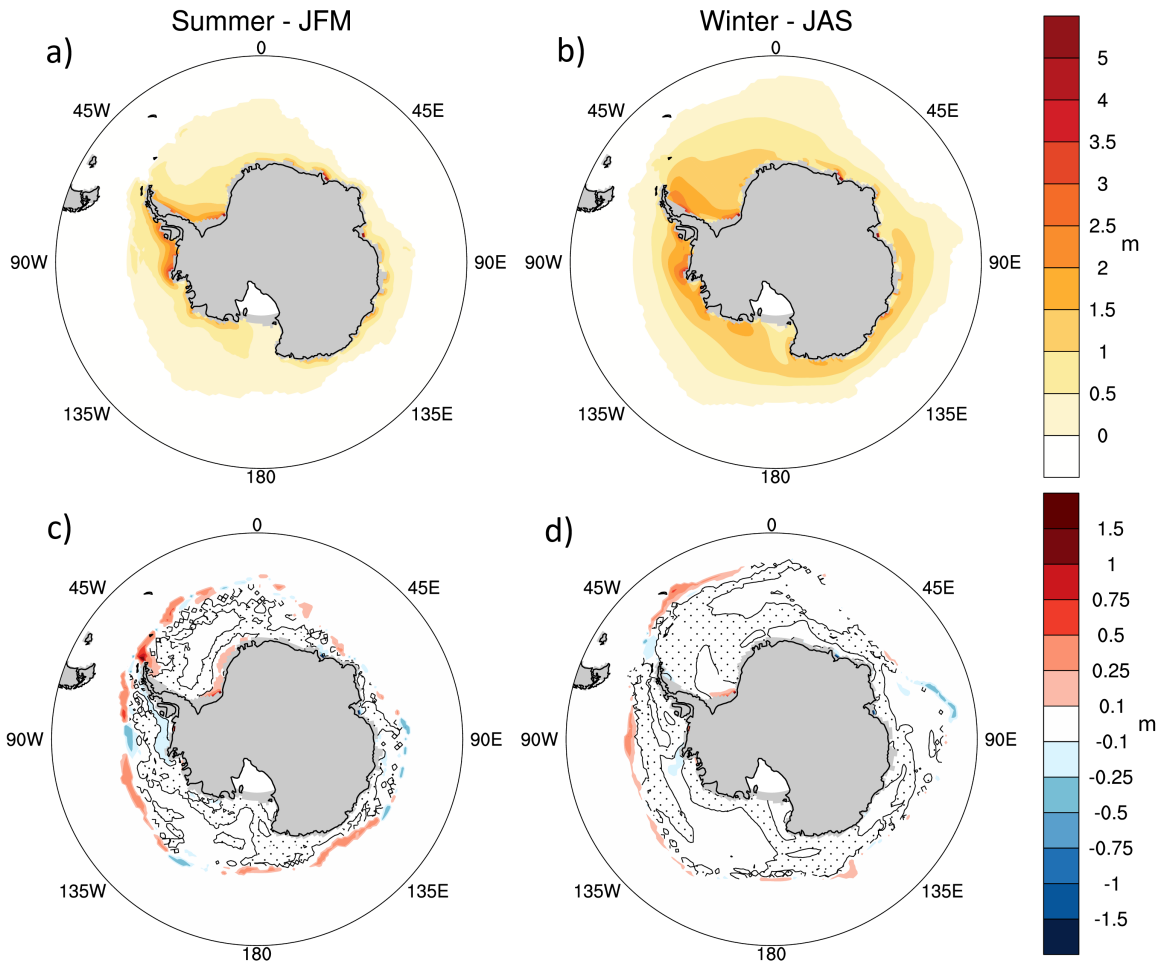 Summer - JFM
Winter - JAS
a)
0
45W
45E
90W
90E
135W
135E
180
b)
0
45W
45E
90W
90E
135W
135E
180
5
4
3.5
3
2.5
2
1.5
1
0.5
0
m
c)
0
45W
45E
90W
90E
135W
135E
180
d)
0
45W
45E
90W
90E
135W
135E
180
1.5
1
0.75
0.5
0.25
0.1
-0.1
-0.25
-0.5
-0.75
-1
-1.5
m